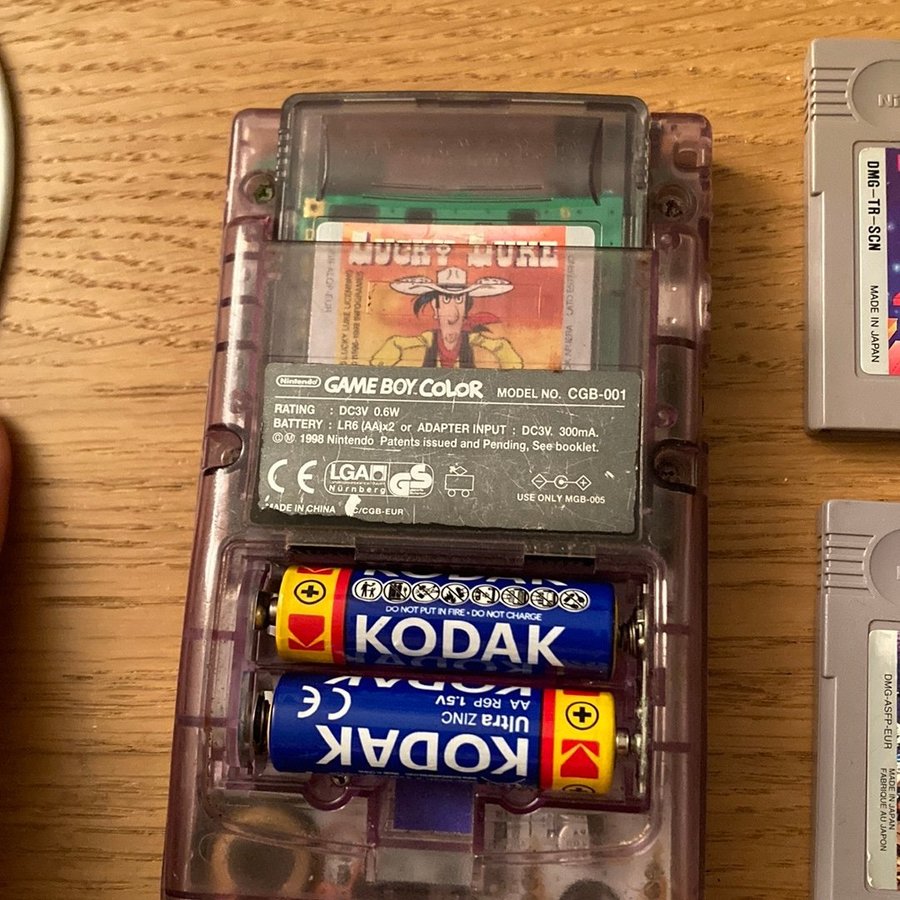 Ni
LUCKY LUKE
DMG-TR-SCN
MADE IN JAPAN
Nintendo GAME BOY COLOR MODEL NO. CGB-001
RATING : DC3V 0.6W
BATTERY : LR6 (AA)x2 or ADAPTER INPUT : DC3V 300mA.
©Ⓜ 1998 Nintendo Patents issued and Pending, See booklet.
CE LGA GS
Nürnberg
USE ONLY MGB-005
MADE IN CHINA C/CGB-EUR
KODAK
+
DO NOT PUT IN FIRE • DO NOT CHARGE
KODAK
K
KODAK
AA R6P 1.5V
Ultra ZINC
CE
KODAK
+
K
DMG-ASFP-EUR
MADE IN JAPAN
FABRIQUE AU JAPON